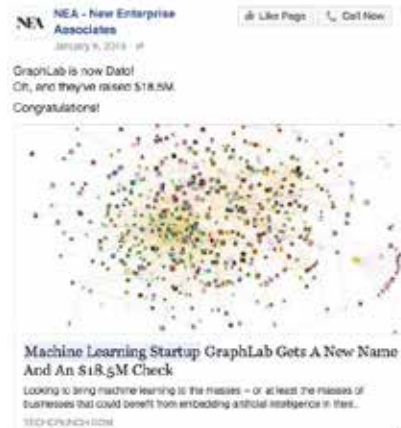 NEA
NEA - New Enterprise
Associates
Like Page
Call Now
GraphLab is now Dato!
Oh, and they've raised $18.5M.
Congratulations!
Machine Learning Startup GraphLab Gets A New Name
And An $18.5M Check
Looking to bring machine learning to the masses – or at least the masses of
businesses that could benefit from embedding artificial intelligence in their...
TECHCRUNCH.COM